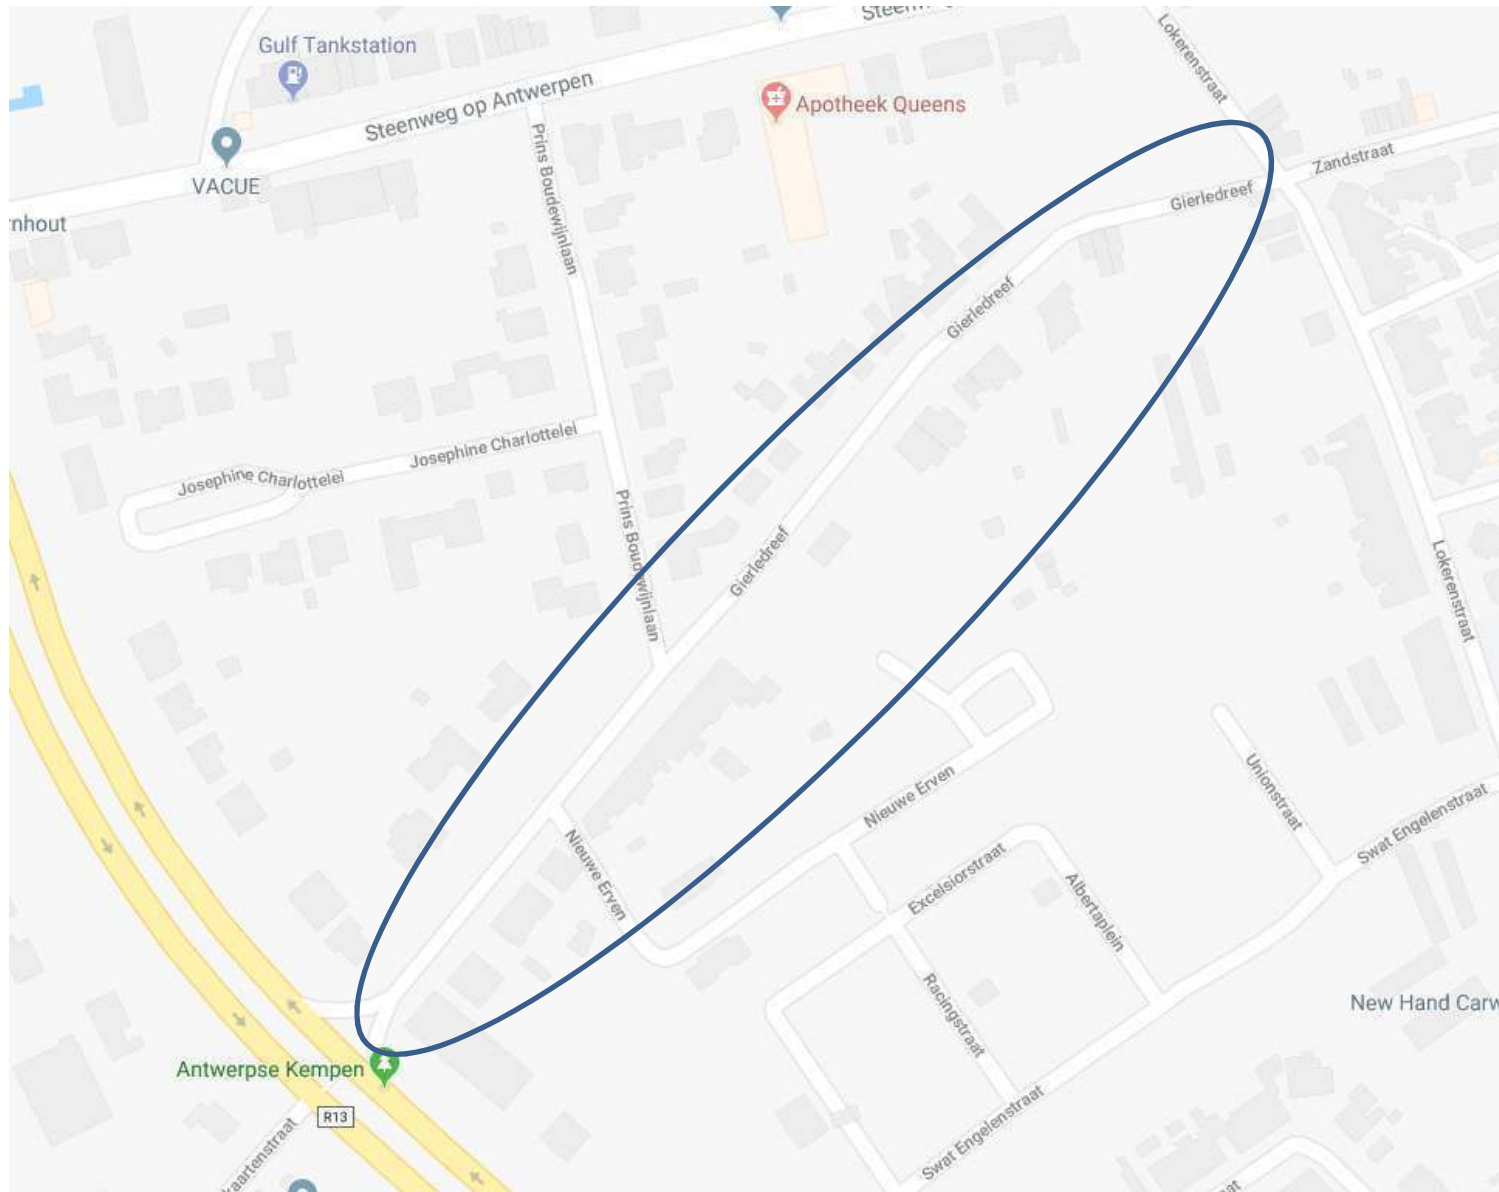 Lokerenstraat
Gulf Tankstation
Steenweg op Antwerpen
Apotheek Queens
Prins Boudewijnlaan
Zandstraat
VACUE
Gierledreef
Gierledreef
Josephine Charlottelei
Josephine Charlottelei
Prins Boudewijnlaan
Gierledreef
Lokerenstraat
Unionstraat
Nieuwe Erven
Swat Engelenstraat
Nieuwe Erven
Excelsiorstraat
Albertaplein
Racingstraat
New Hand Carw
Antwerpse Kempen
R13
Swat Engelenstraat